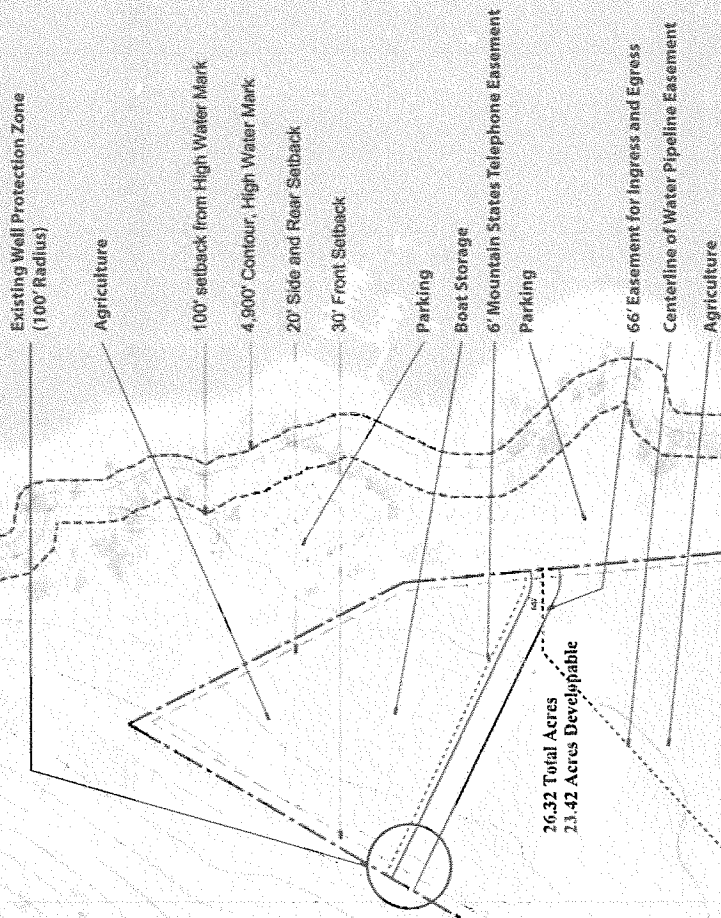 Existing Well Protection Zone
(100' Radius)
Agriculture
100' setback from High Water Mark
4,900' Contour, High Water Mark
20' Side and Rear Setback
30' Front Setback
Parking
Boat Storage
6' Mountain States Telephone Easement
Parking
66' Easement for Ingress and Egress
Centerline of Water Pipeline Easement
Agriculture
66'
26.32 Total Acres
23.42 Acres Developable